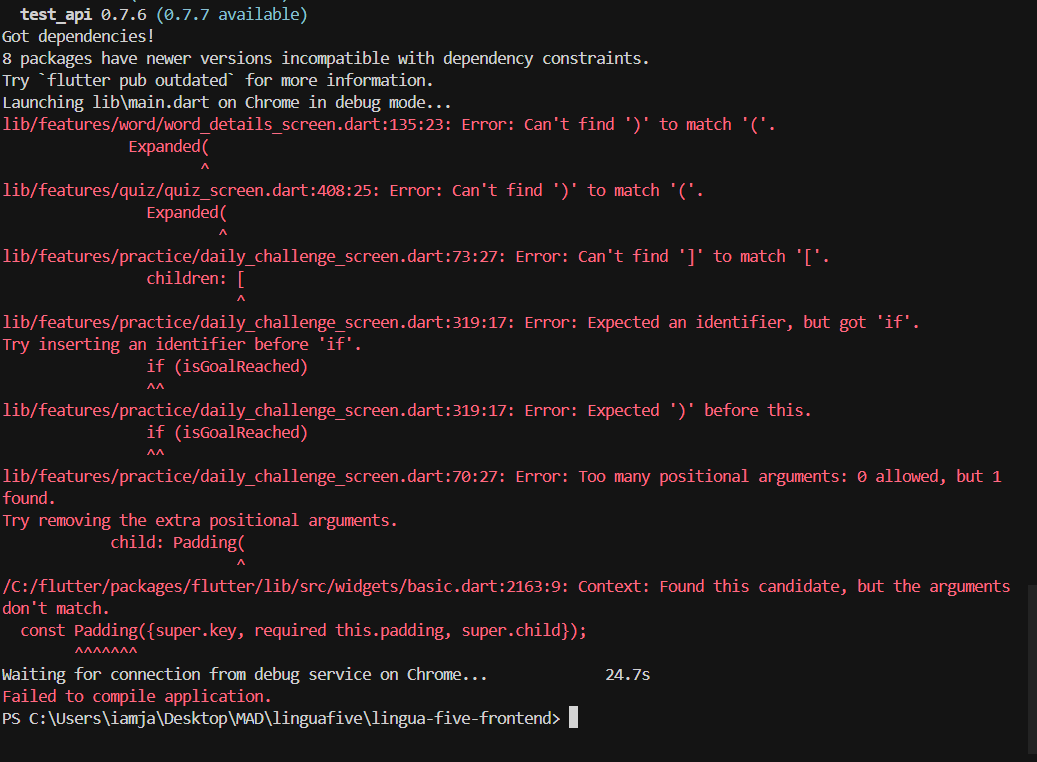 test_api 0.7.6 (0.7.7 available)
Got dependencies!
8 packages have newer versions incompatible with dependency constraints.
Try `flutter pub outdated` for more information.
Launching lib\main.dart on Chrome in debug mode...
lib/features/word/word_details_screen.dart:135:23: Error: Can't find ')' to match '('.
Expanded(
^
lib/features/quiz/quiz_screen.dart:408:25: Error: Can't find ')' to match '('.
Expanded(
^
lib/features/practice/daily_challenge_screen.dart:73:27: Error: Can't find ']' to match '['.
children: [
^
lib/features/practice/daily_challenge_screen.dart:319:17: Error: Expected an identifier, but got 'if'.
Try inserting an identifier before 'if'.
if (isGoalReached)
^^
lib/features/practice/daily_challenge_screen.dart:319:17: Error: Expected ')' before this.
if (isGoalReached)
^^
lib/features/practice/daily_challenge_screen.dart:70:27: Error: Too many positional arguments: 0 allowed, but 1
found.
Try removing the extra positional arguments.
child: Padding(
^
/C:/flutter/packages/flutter/lib/src/widgets/basic.dart:2163:9: Context: Found this candidate, but the arguments
don't match.
const Padding({super.key, required this.padding, super.child});
^^^^^^^
Waiting for connection from debug service on Chrome... 24.7s
Failed to compile application.
PS C:\Users\iamja\Desktop\MAD\linguafive\lingua-five-frontend>